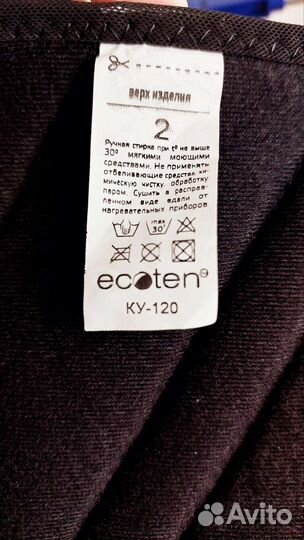 верх изделия
2
Ручная стирка при t° не выше
30° мягкими моющими
средствами. Не применять
отбеливающие средства, хи-
мическую чистку, обработку
паром. Сушить в расправ-
ленном виде вдали от
нагревательных приборов
max
30°
ecoten
КУ-120
Avito